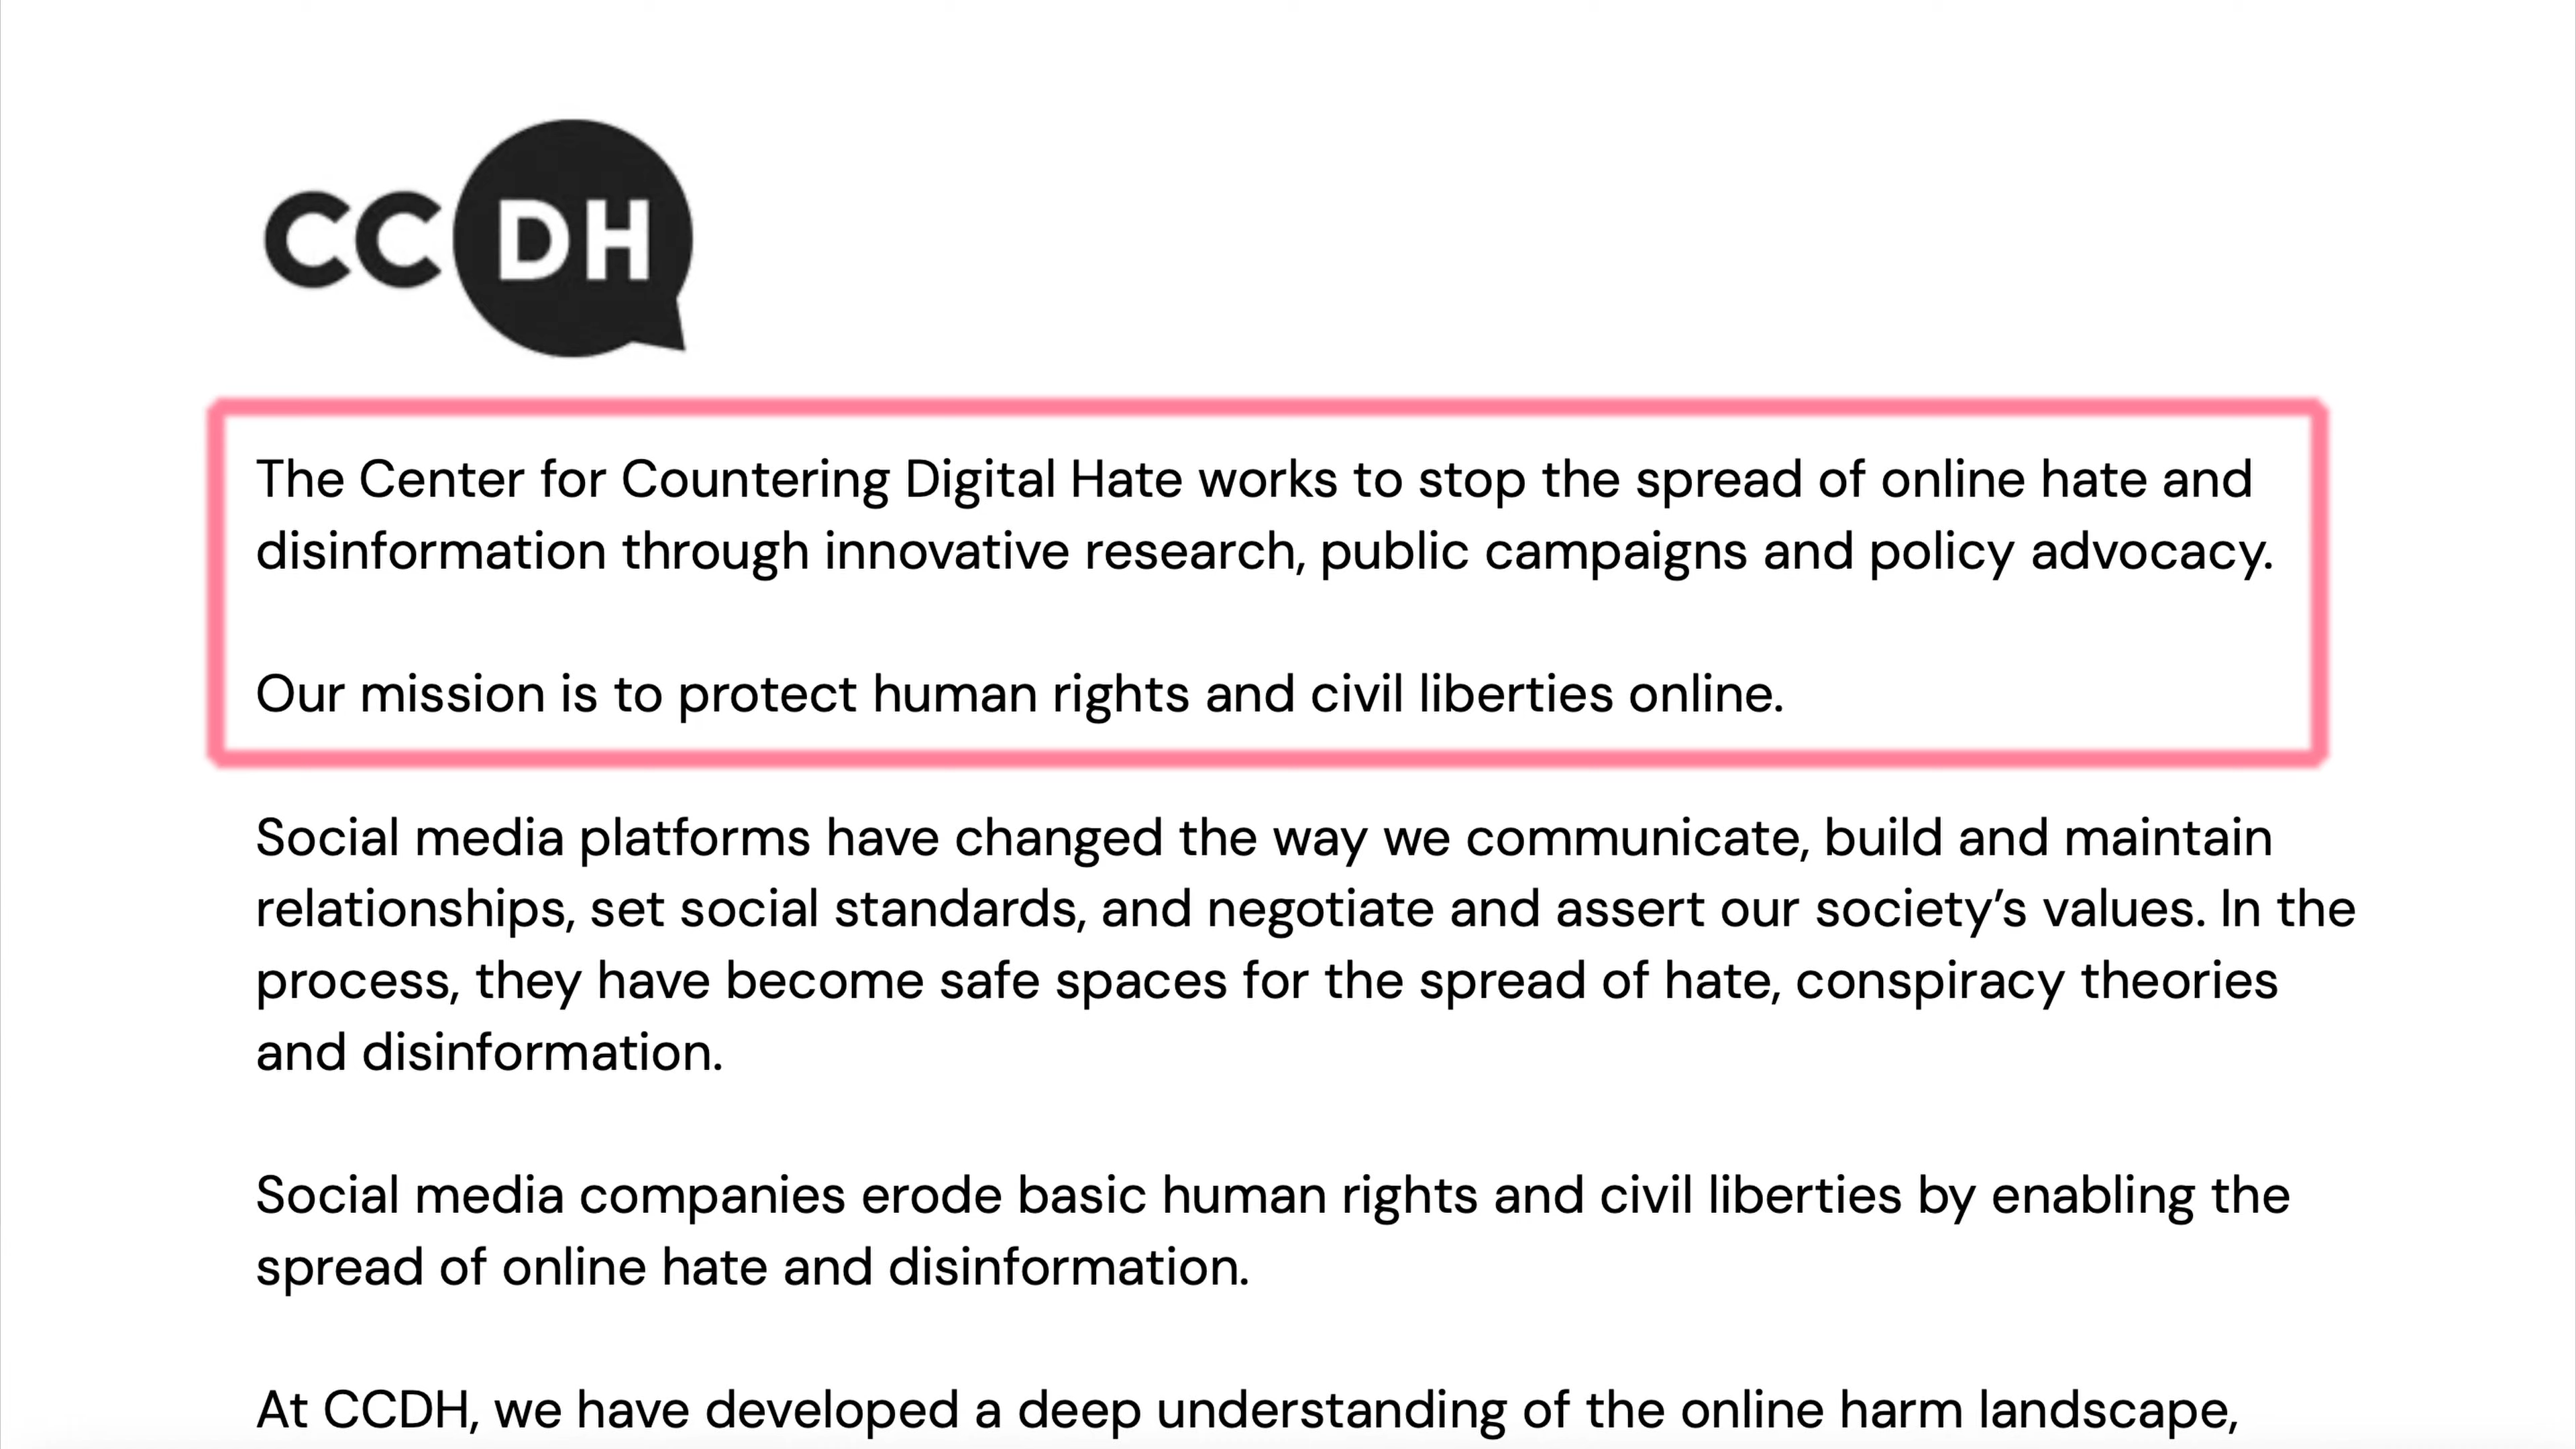 CCDH
The Center for Countering Digital Hate works to stop the spread of online hate and
disinformation through innovative research, public campaigns and policy advocacy.
Our mission is to protect human rights and civil liberties online.
Social media platforms have changed the way we communicate, build and maintain
relationships, set social standards, and negotiate and assert our society’s values. In the
process, they have become safe spaces for the spread of hate, conspiracy theories
and disinformation.
Social media companies erode basic human rights and civil liberties by enabling the
spread of online hate and disinformation.
At CCDH, we have developed a deep understanding of the online harm landscape,